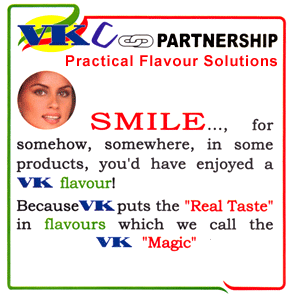 VKC PARTNERSHIP
Practical Flavour Solutions
SMILE..., for
somehow, somewhere, in some
products, you'd have enjoyed a
VK flavour!
Because VK puts the "Real Taste"
in flavours which we call the
VK "Magic"